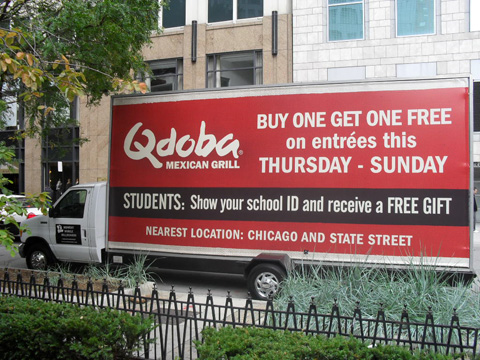 Qdoba
MEXICAN GRILL
BUY ONE GET ONE FREE
on entrées this
THURSDAY - SUNDAY
STUDENTS: Show your school ID and receive a FREE GIFT
NEAREST LOCATION: CHICAGO AND STATE STREET